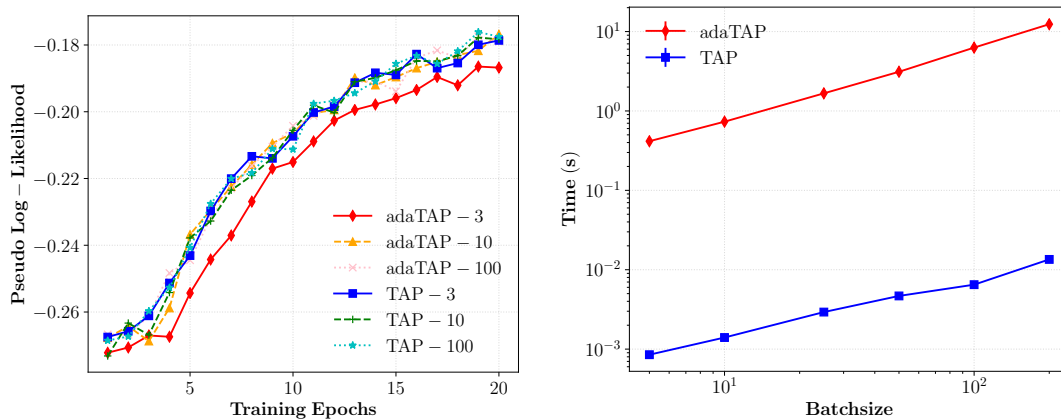 Pseudo Log − Likelihood
−0.18
−0.20
−0.22
−0.24
−0.26
adaTAP − 3
adaTAP − 10
adaTAP − 100
TAP − 3
TAP − 10
TAP − 100
5
10
15
20
Training Epochs
Time (s)
10^1
10^0
10^−1
10^−2
10^−3
adaTAP
TAP
10^1
10^2
Batchsize